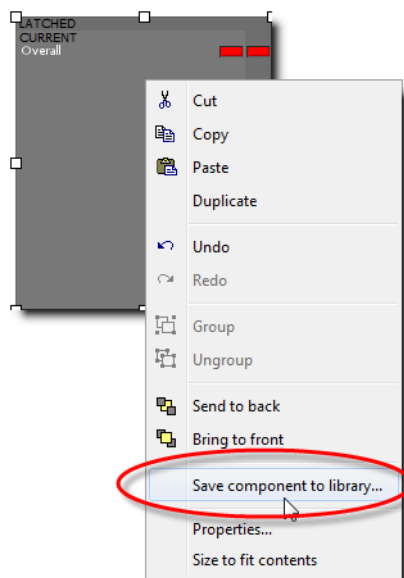 LATCHED
CURRENT
Overall
Cut
Copy
Paste
Duplicate
Undo
Redo
Group
Ungroup
Send to back
Bring to front
Save component to library...
Properties...
Size to fit contents